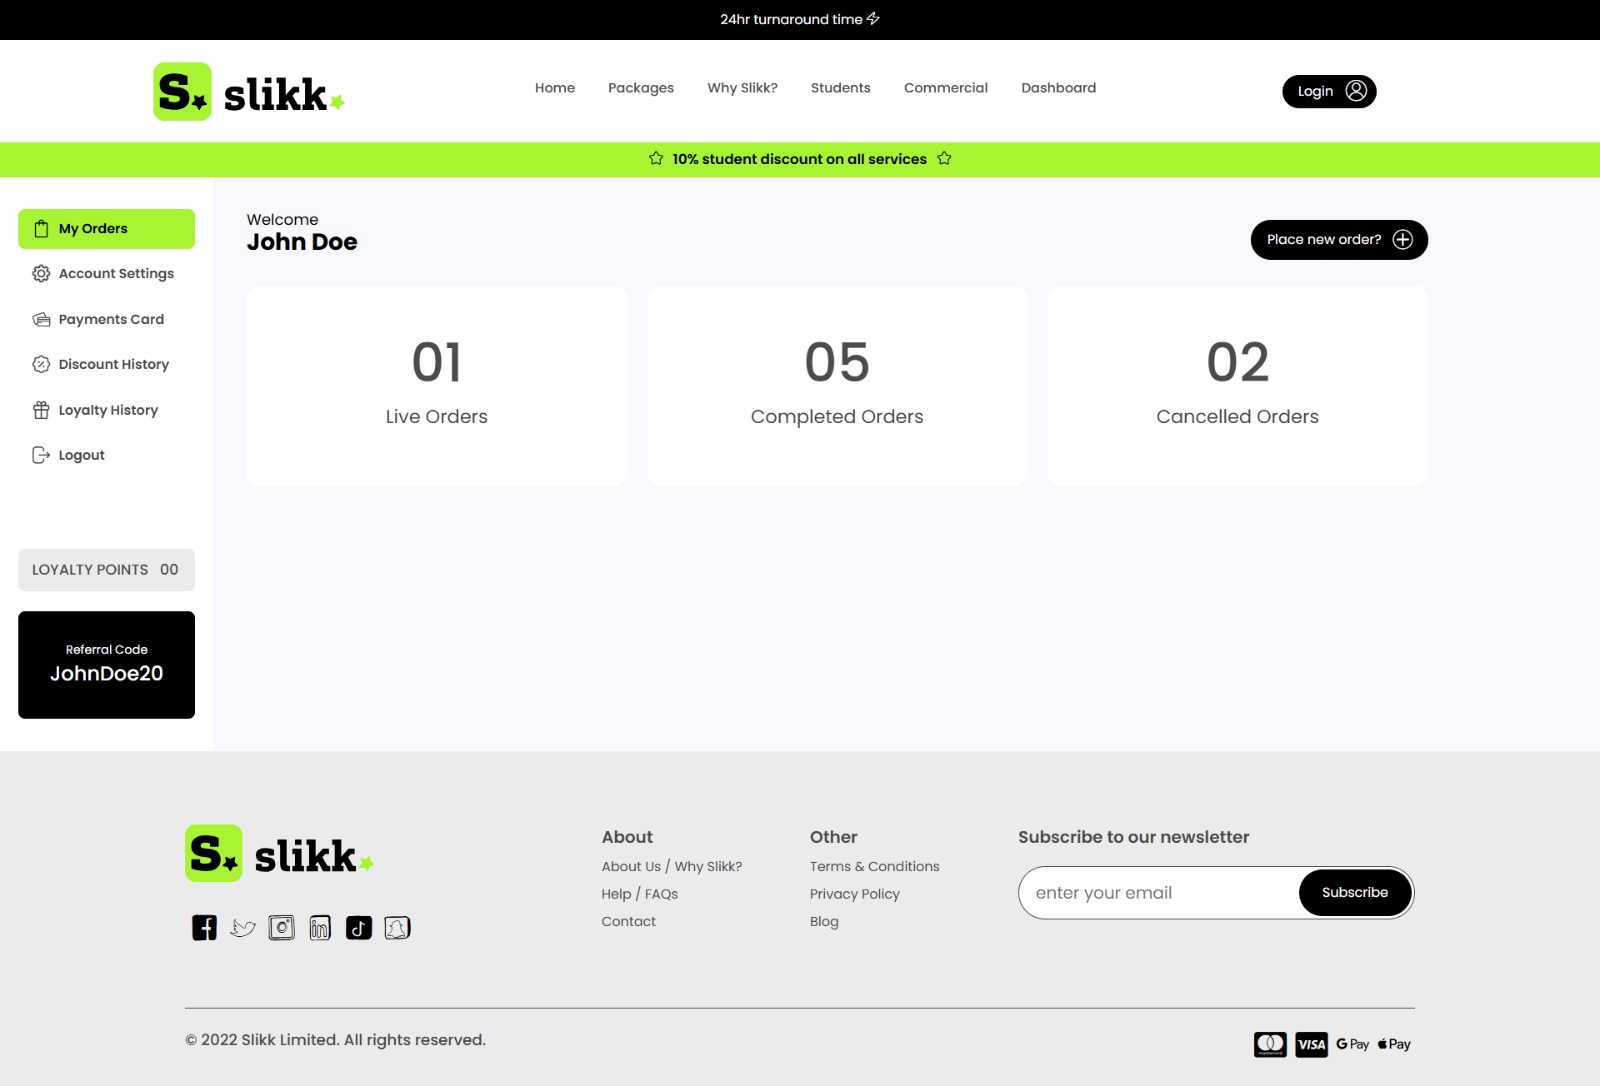 24hr turnaround time
S.
slikk.
Home
Packages
Why Slikk?
Students
Commercial
Dashboard
Login
10% student discount on all services
My Orders
Account Settings
Payments Card
Discount History
Loyalty History
Logout
LOYALTY POINTS 00
Referral Code
JohnDoe20
Welcome
John Doe
Place new order?
01
Live Orders
05
Completed Orders
02
Cancelled Orders
S.
slikk.
About
About Us / Why Slikk?
Help / FAQs
Contact
Other
Terms & Conditions
Privacy Policy
Blog
Subscribe to our newsletter
enter your email
Subscribe
© 2022 Slikk Limited. All rights reserved.
VISA
G Pay
Pay